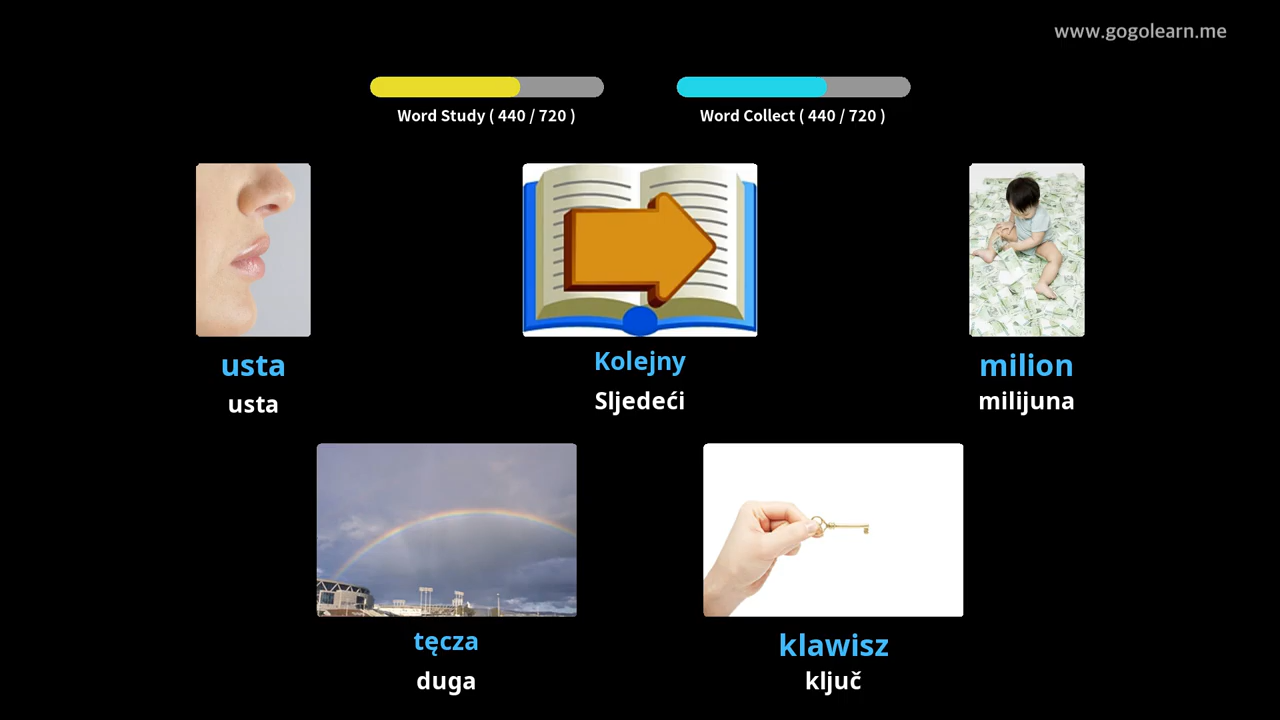 www.gogolearn.me
Word Study ( 440 / 720 )
Word Collect ( 440 / 720 )
usta
usta
Kolejny
Sljedeći
milion
milijuna
tęcza
duga
klawisz
ključ